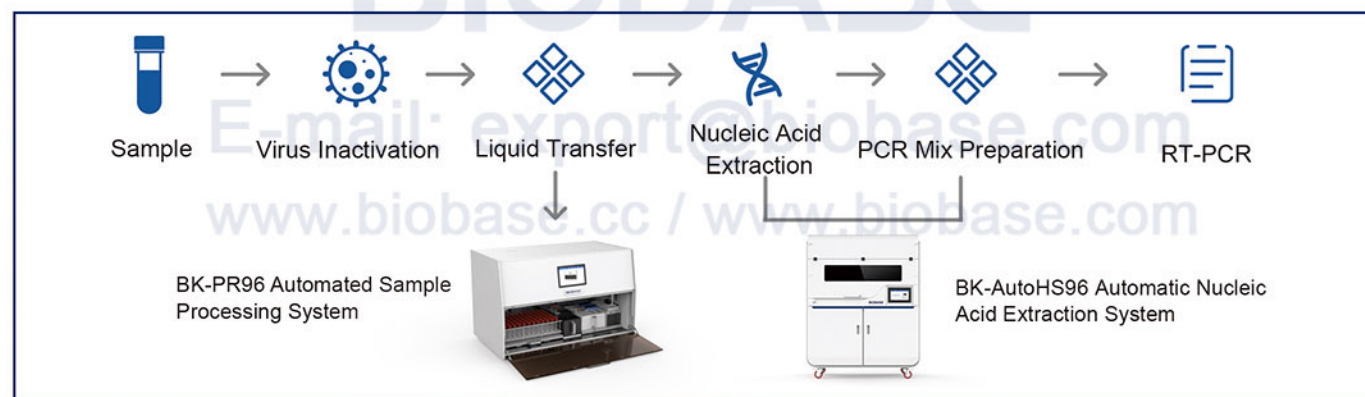 BIOBASE
Sample
Virus Inactivation
Liquid Transfer
Nucleic Acid
Extraction
PCR Mix Preparation
RT-PCR
E-mail: export@biobase.com
www.biobase.cc / www.biobase.com
BK-PR96 Automated Sample
Processing System
BK-AutoHS96 Automatic Nucleic
Acid Extraction System